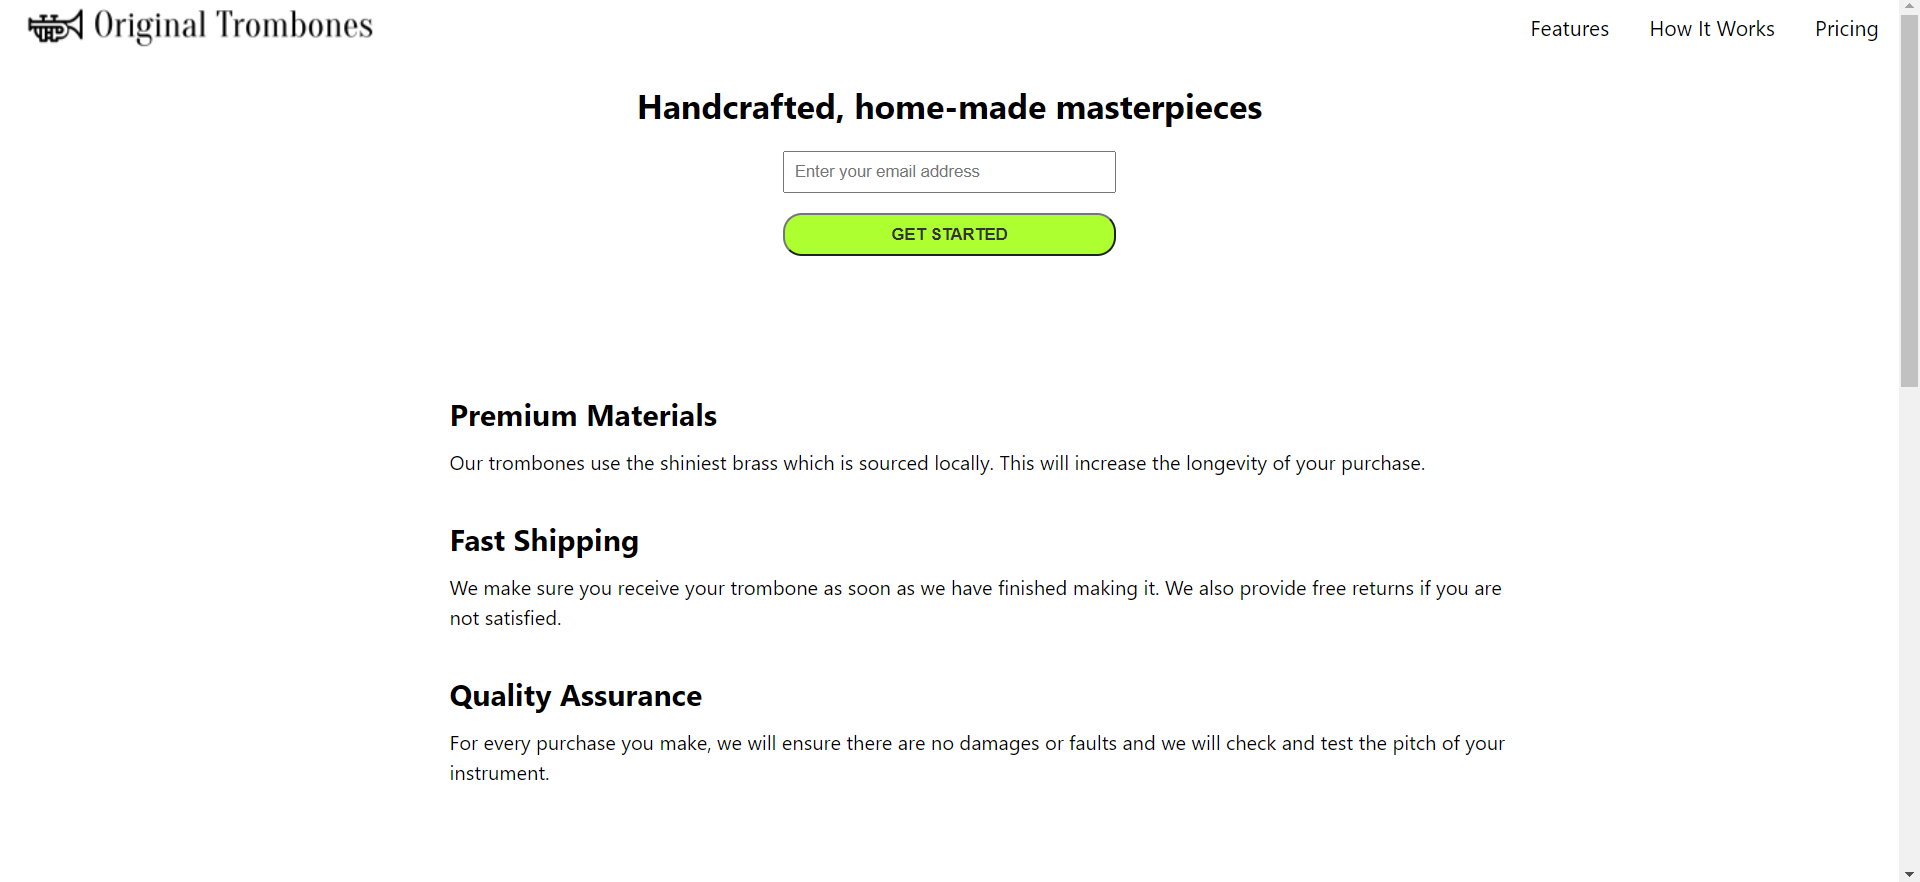 Original Trombones
Features
How It Works
Pricing
Handcrafted, home-made masterpieces
Enter your email address
GET STARTED
Premium Materials
Our trombones use the shiniest brass which is sourced locally. This will increase the longevity of your purchase.
Fast Shipping
We make sure you receive your trombone as soon as we have finished making it. We also provide free returns if you are
not satisfied.
Quality Assurance
For every purchase you make, we will ensure there are no damages or faults and we will check and test the pitch of your
instrument.